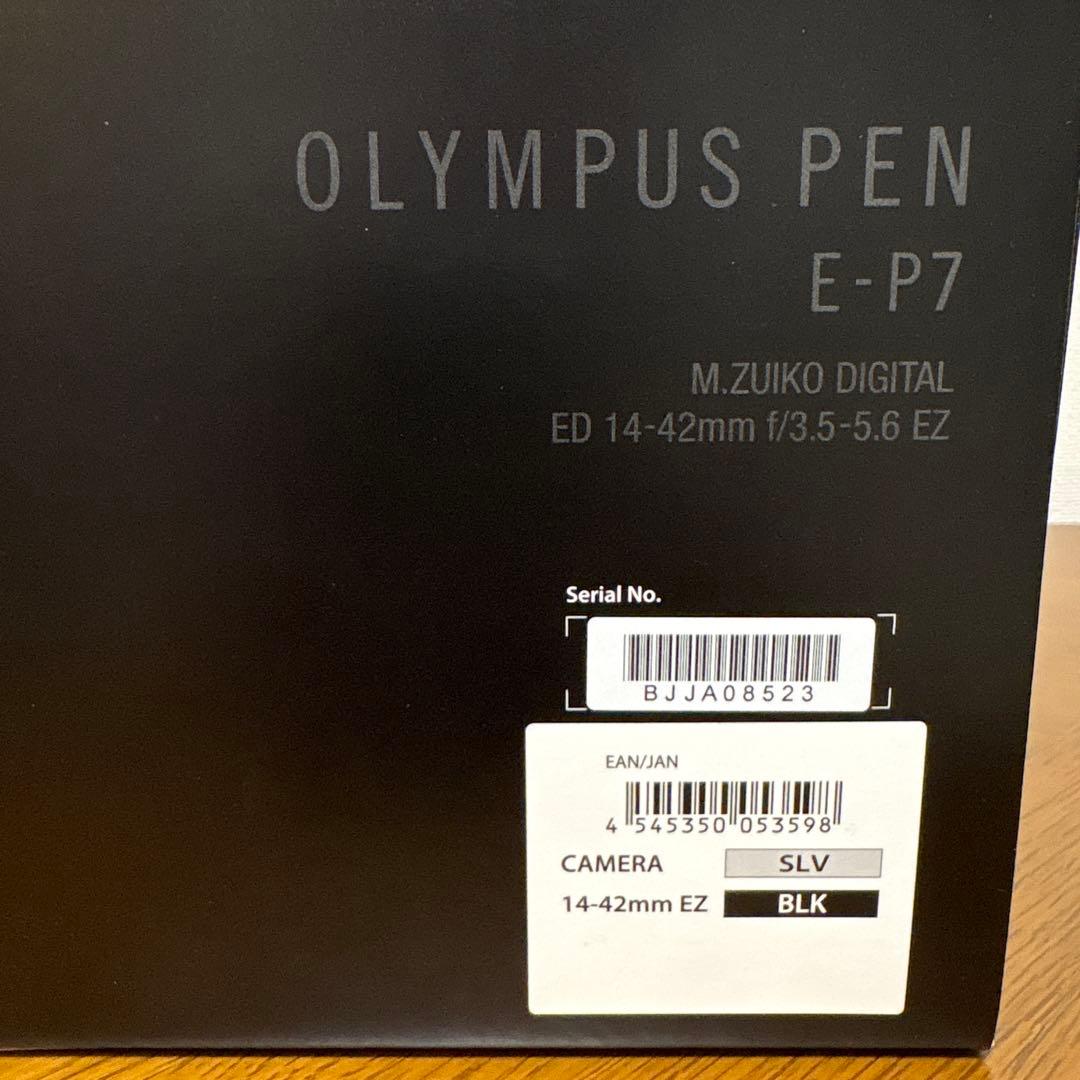 OLYMPUS PEN
E-P7
M.ZUIKO DIGITAL
ED 14-42mm f/3.5-5.6 EZ
Serial No.
BJJA08523
EAN/JAN
4 545350 053598
CAMERA SLV
14-42mm EZ BLK